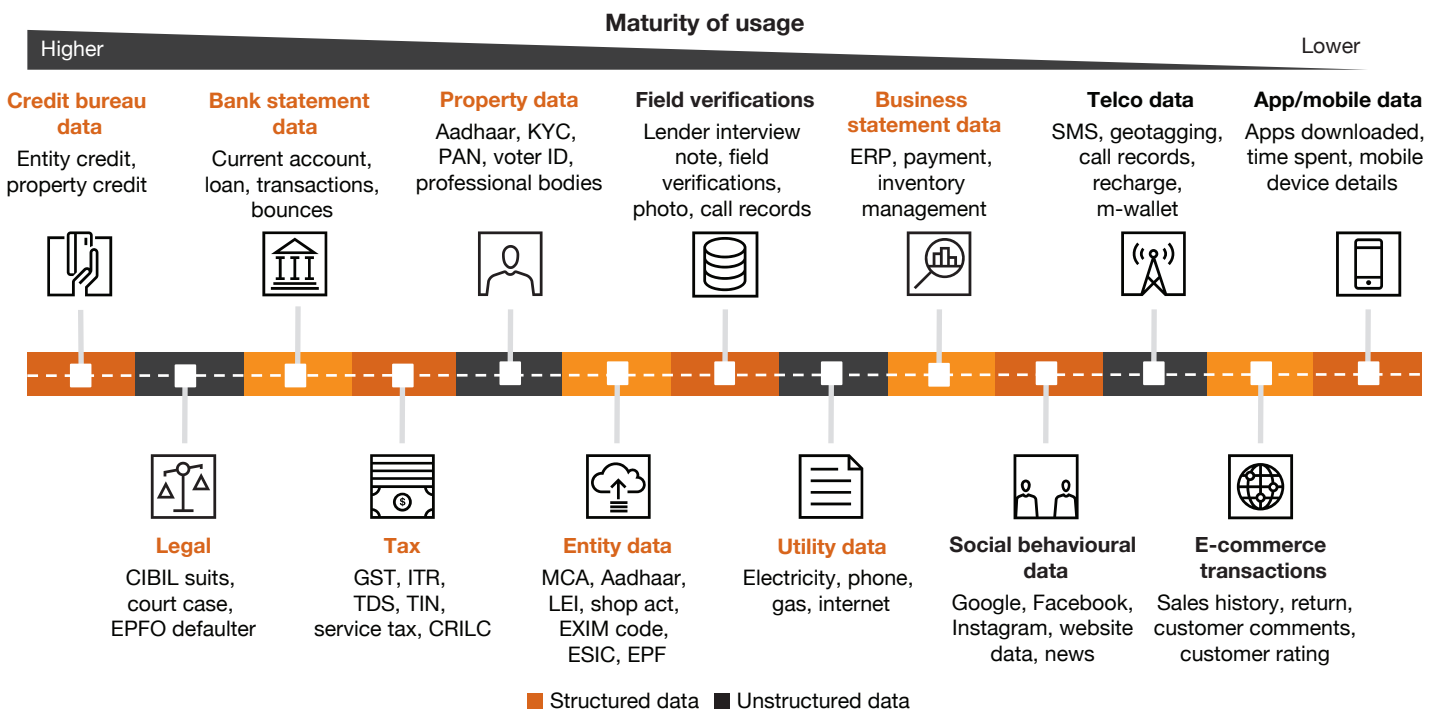 Maturity of usage
Higher
Lower
Credit bureau
data
Entity credit,
property credit
Bank statement
data
Current account,
loan, transactions,
bounces
Property data
Aadhaar, KYC,
PAN, voter ID,
professional bodies
Field verifications
Lender interview
note, field
verifications,
photo, call records
Business
statement data
ERP, payment,
inventory
management
Telco data
SMS, geotagging,
call records,
recharge,
m-wallet
App/mobile data
Apps downloaded,
time spent, mobile
device details
$
Legal
CIBIL suits,
court case,
EPFO defaulter
Tax
GST, ITR,
TDS, TIN,
service tax, CRILC
Entity data
MCA, Aadhaar,
LEI, shop act,
EXIM code,
ESIC, EPF
Utility data
Electricity, phone,
gas, internet
Social behavioural
data
Google, Facebook,
Instagram, website
data, news
E-commerce
transactions
Sales history, return,
customer comments,
customer rating
Structured data
Unstructured data